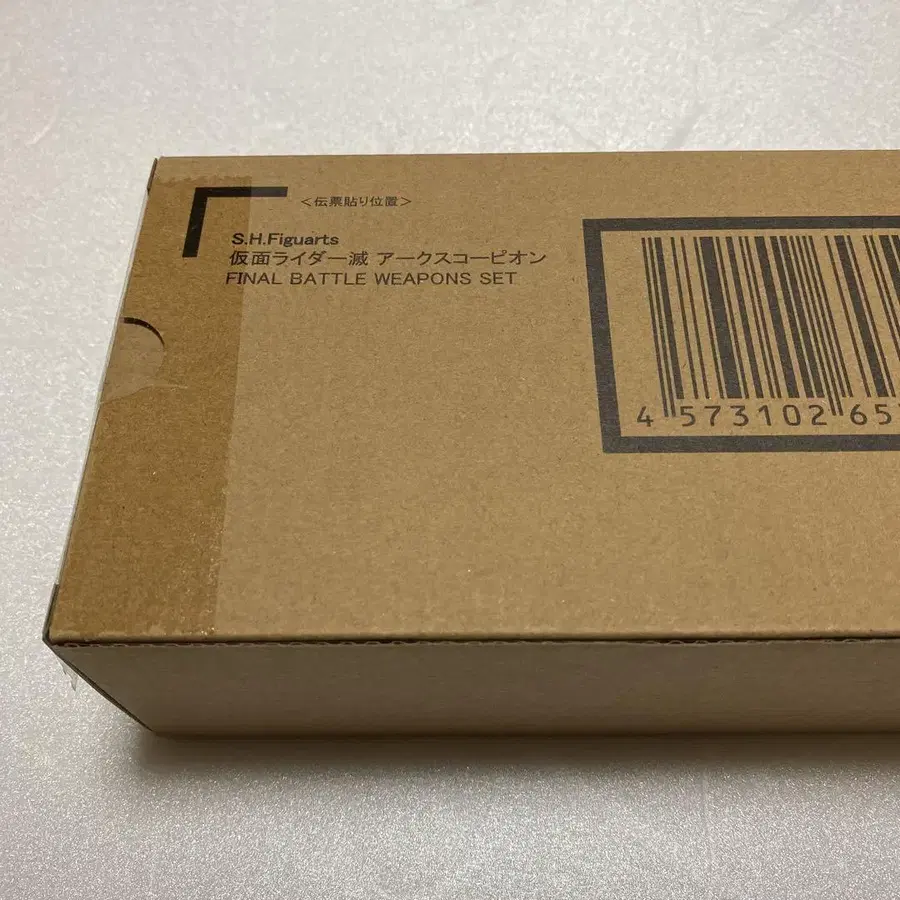 ＜伝票貼り位置＞
S.H.Figuarts
仮面ライダー滅 アークスコーピオン
FINAL BATTLE WEAPONS SET
4 573102 65